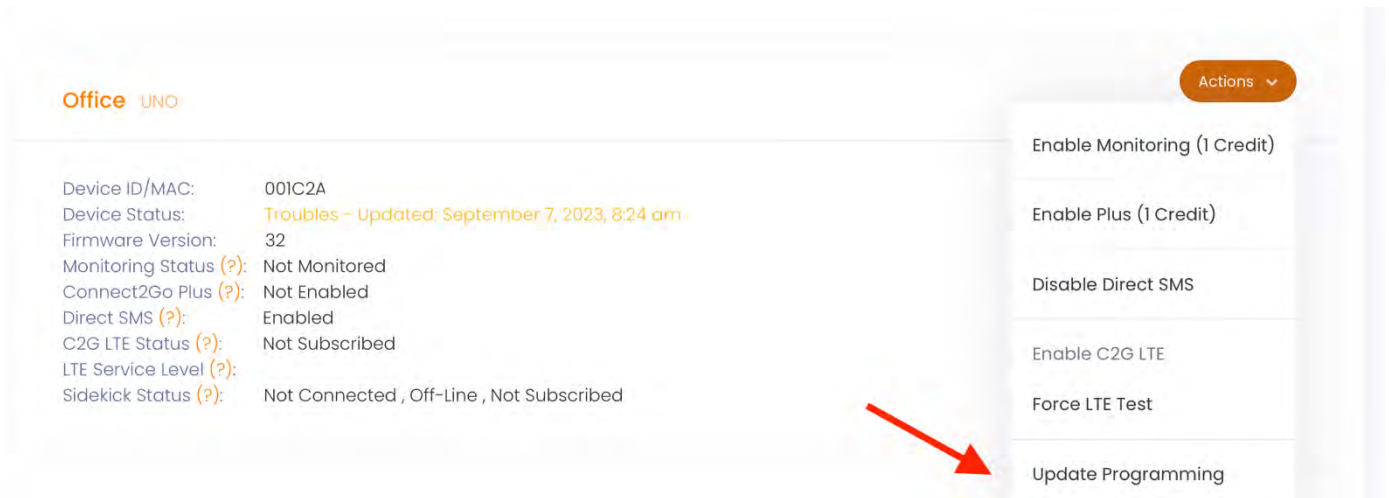 Actions
Office UNO
Enable Monitoring (1 Credit)
Device ID/MAC: 001C2A
Device Status: Troubles - Updated: September 7, 2023, 8:24 am
Enable Plus (1 Credit)
Firmware Version: 32
Monitoring Status (?): Not Monitored
Connect2Go Plus (?): Not Enabled
Disable Direct SMS
Direct SMS (?): Enabled
C2G LTE Status (?): Not Subscribed
Enable C2G LTE
LTE Service Level (?):
Sidekick Status (?): Not Connected , Off-Line , Not Subscribed
Force LTE Test
Update Programming